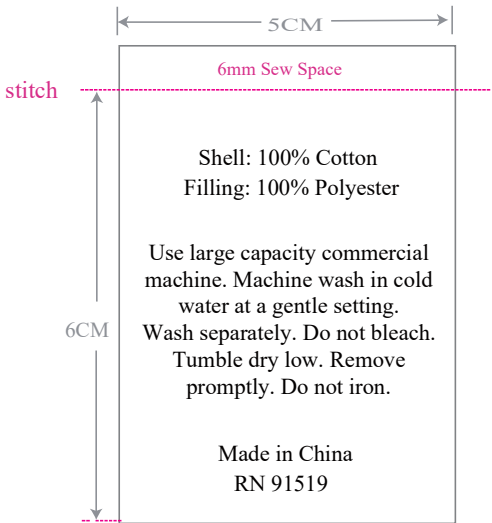 5CM
6mm Sew Space
stitch
Shell: 100% Cotton
Filling: 100% Polyester
Use large capacity commercial
machine. Machine wash in cold
water at a gentle setting.
Wash separately. Do not bleach.
6CM
Tumble dry low. Remove
promptly. Do not iron.
Made in China
RN 91519